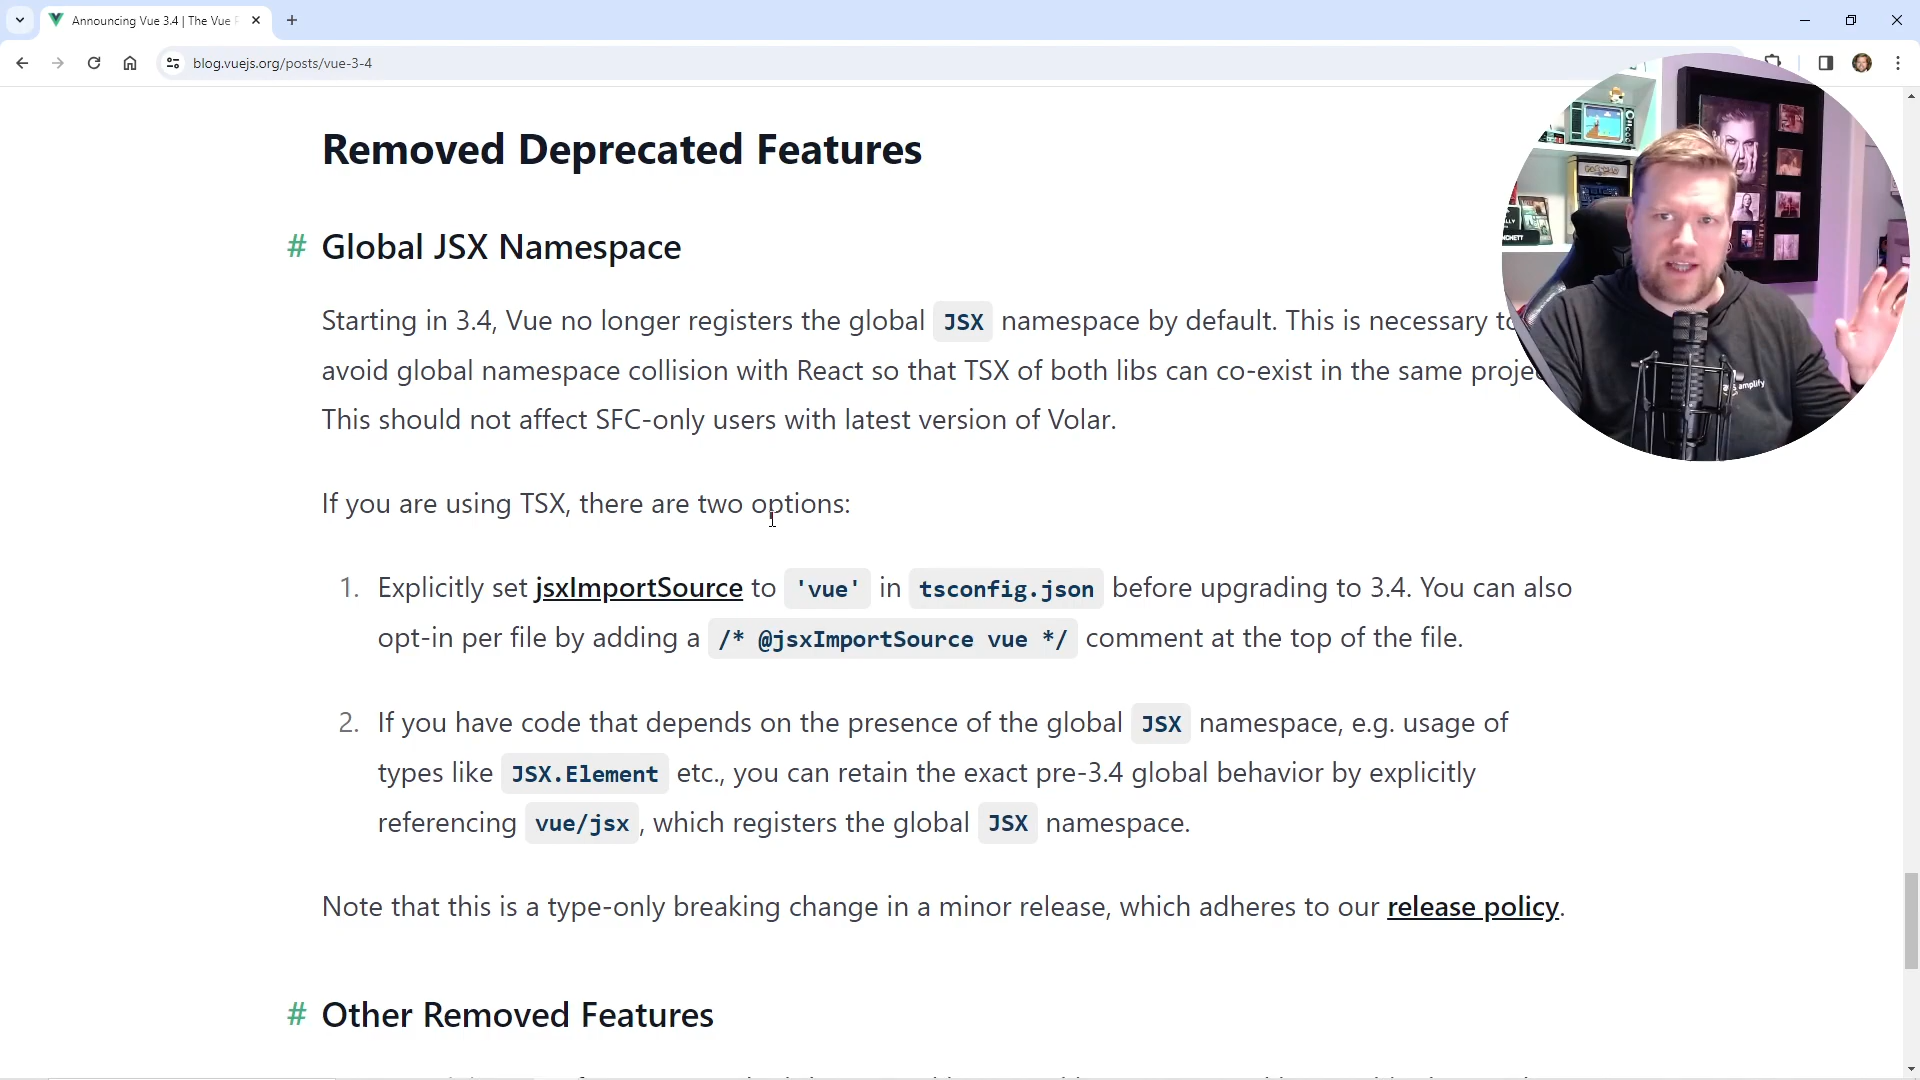 Announcing Vue 3.4 | The Vue
blog.vuejs.org/posts/vue-3-4
Removed Deprecated Features
# Global JSX Namespace
Starting in 3.4, Vue no longer registers the global JSX namespace by default. This is necessary to
avoid global namespace collision with React so that TSX of both libs can co-exist in the same
This should not affect SFC-only users with latest version of Volar.
If you are using TSX, there are two options:
1. Explicitly set jsxImportSource to 'vue' in tsconfig.json before upgrading to 3.4. You can also
opt-in per file by adding a /* @jsxImportSource vue */ comment at the top of the file.
2. If you have code that depends on the presence of the global JSX namespace, e.g. usage of
types like JSX.Element etc., you can retain the exact pre-3.4 global behavior by explicitly
referencing vue/jsx, which registers the global JSX namespace.
Note that this is a type-only breaking change in a minor release, which adheres to our release policy.
# Other Removed Features
amplify